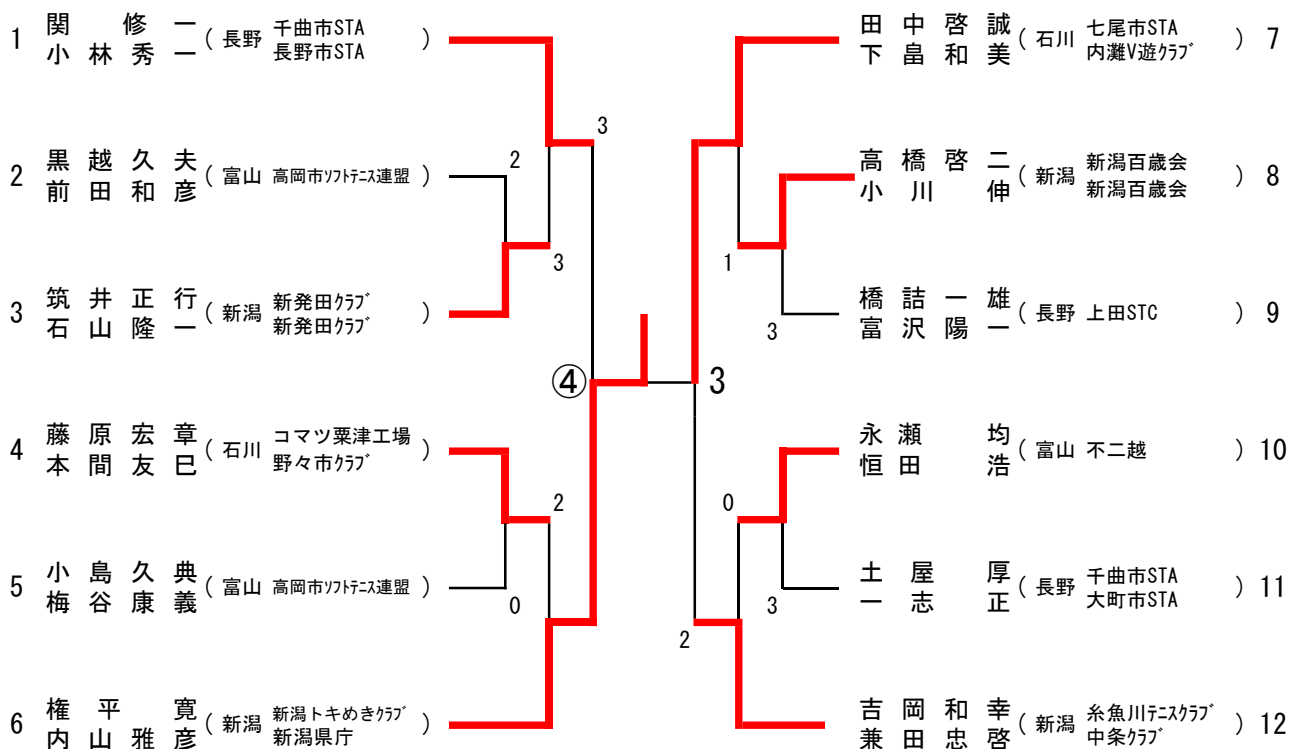 1 関修一 ( 長野 千曲市STA )
小林秀一 長野市STA
2 黒越久夫 ( 富山 高岡市ソフトテニス連盟 )
前田和彦
3 筑井正行 ( 新潟 新発田クラブ )
石山隆一 新発田クラブ
4 藤原宏章 ( 石川 コマツ粟津工場 )
本間友巳 野々市クラブ
5 小島久典 ( 富山 高岡市ソフトテニス連盟 )
梅谷康義
6 権平寛 ( 新潟 新潟トキめきクラブ )
内山雅彦 新潟県庁
3
2
3
④
2
0
3
1
3
0
3
2
田中啓誠 ( 石川 七尾市STA ) 7
下畠和美 内灘V遊クラブ
高橋啓二 ( 新潟 新潟百歳会 ) 8
小川伸 新潟百歳会
橋詰一雄 ( 長野 上田STC ) 9
富沢陽一
永瀬均 ( 富山 不二越 ) 10
恒田浩
土屋厚 ( 長野 千曲市STA ) 11
一志正 大町市STA
吉岡和幸 ( 新潟 糸魚川テニスクラブ ) 12
兼田忠啓 中条クラブ